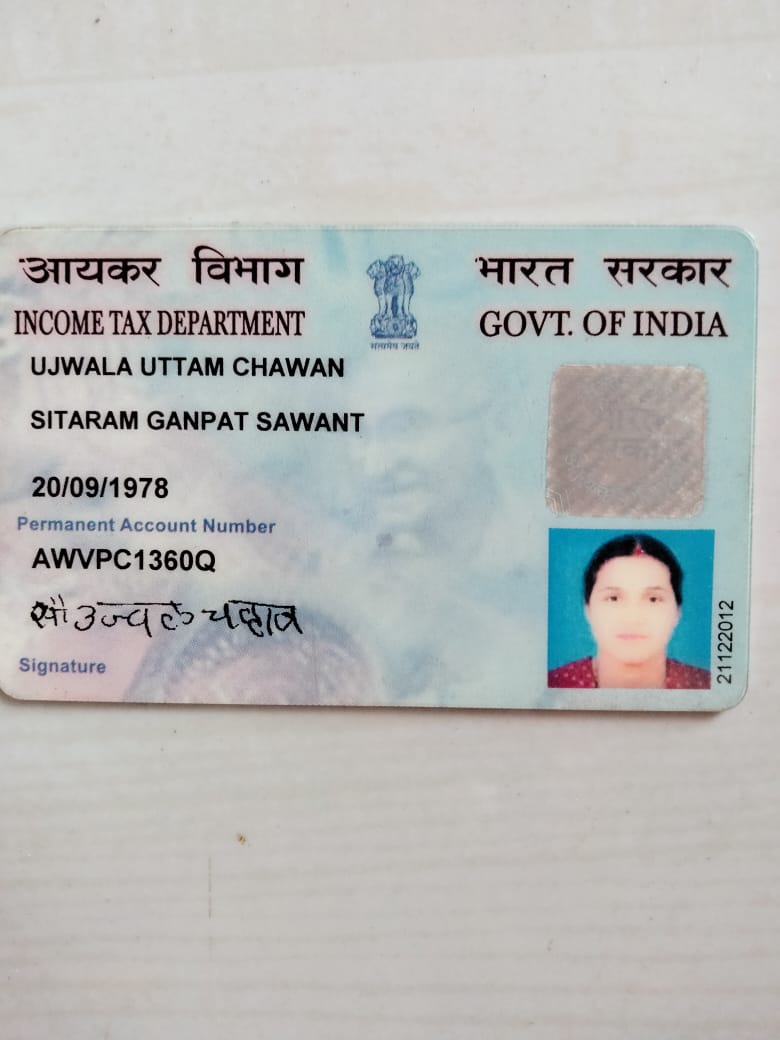 आयकर विभाग
भारत सरकार
INCOME TAX DEPARTMENT
GOVT. OF INDIA
सत्यमेव जयते
UJWALA UTTAM CHAWAN
SITARAM GANPAT SAWANT
20/09/1978
Permanent Account Number
AWVPC1360Q
सौ उज्वला चव्हाण
Signature
21122012